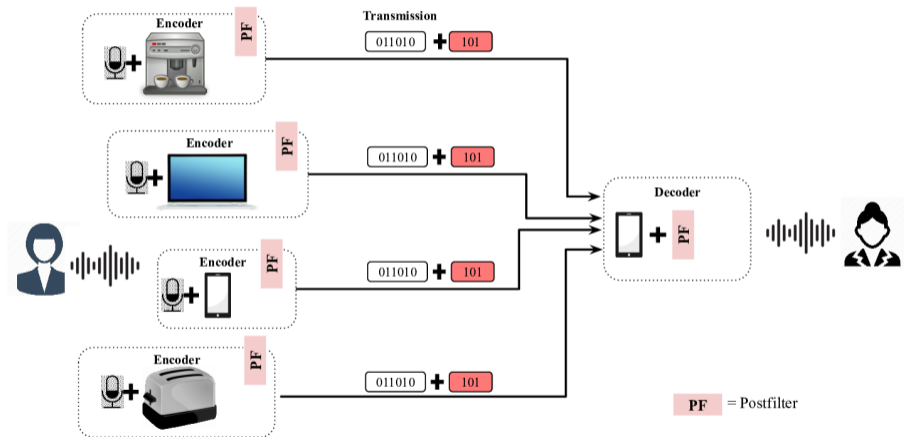 Transmission
Encoder
PF
011010 + 101
Encoder
PF
011010 + 101
Decoder
PF
Encoder
PF
011010 + 101
Encoder
PF
011010 + 101
PF = Postfilter